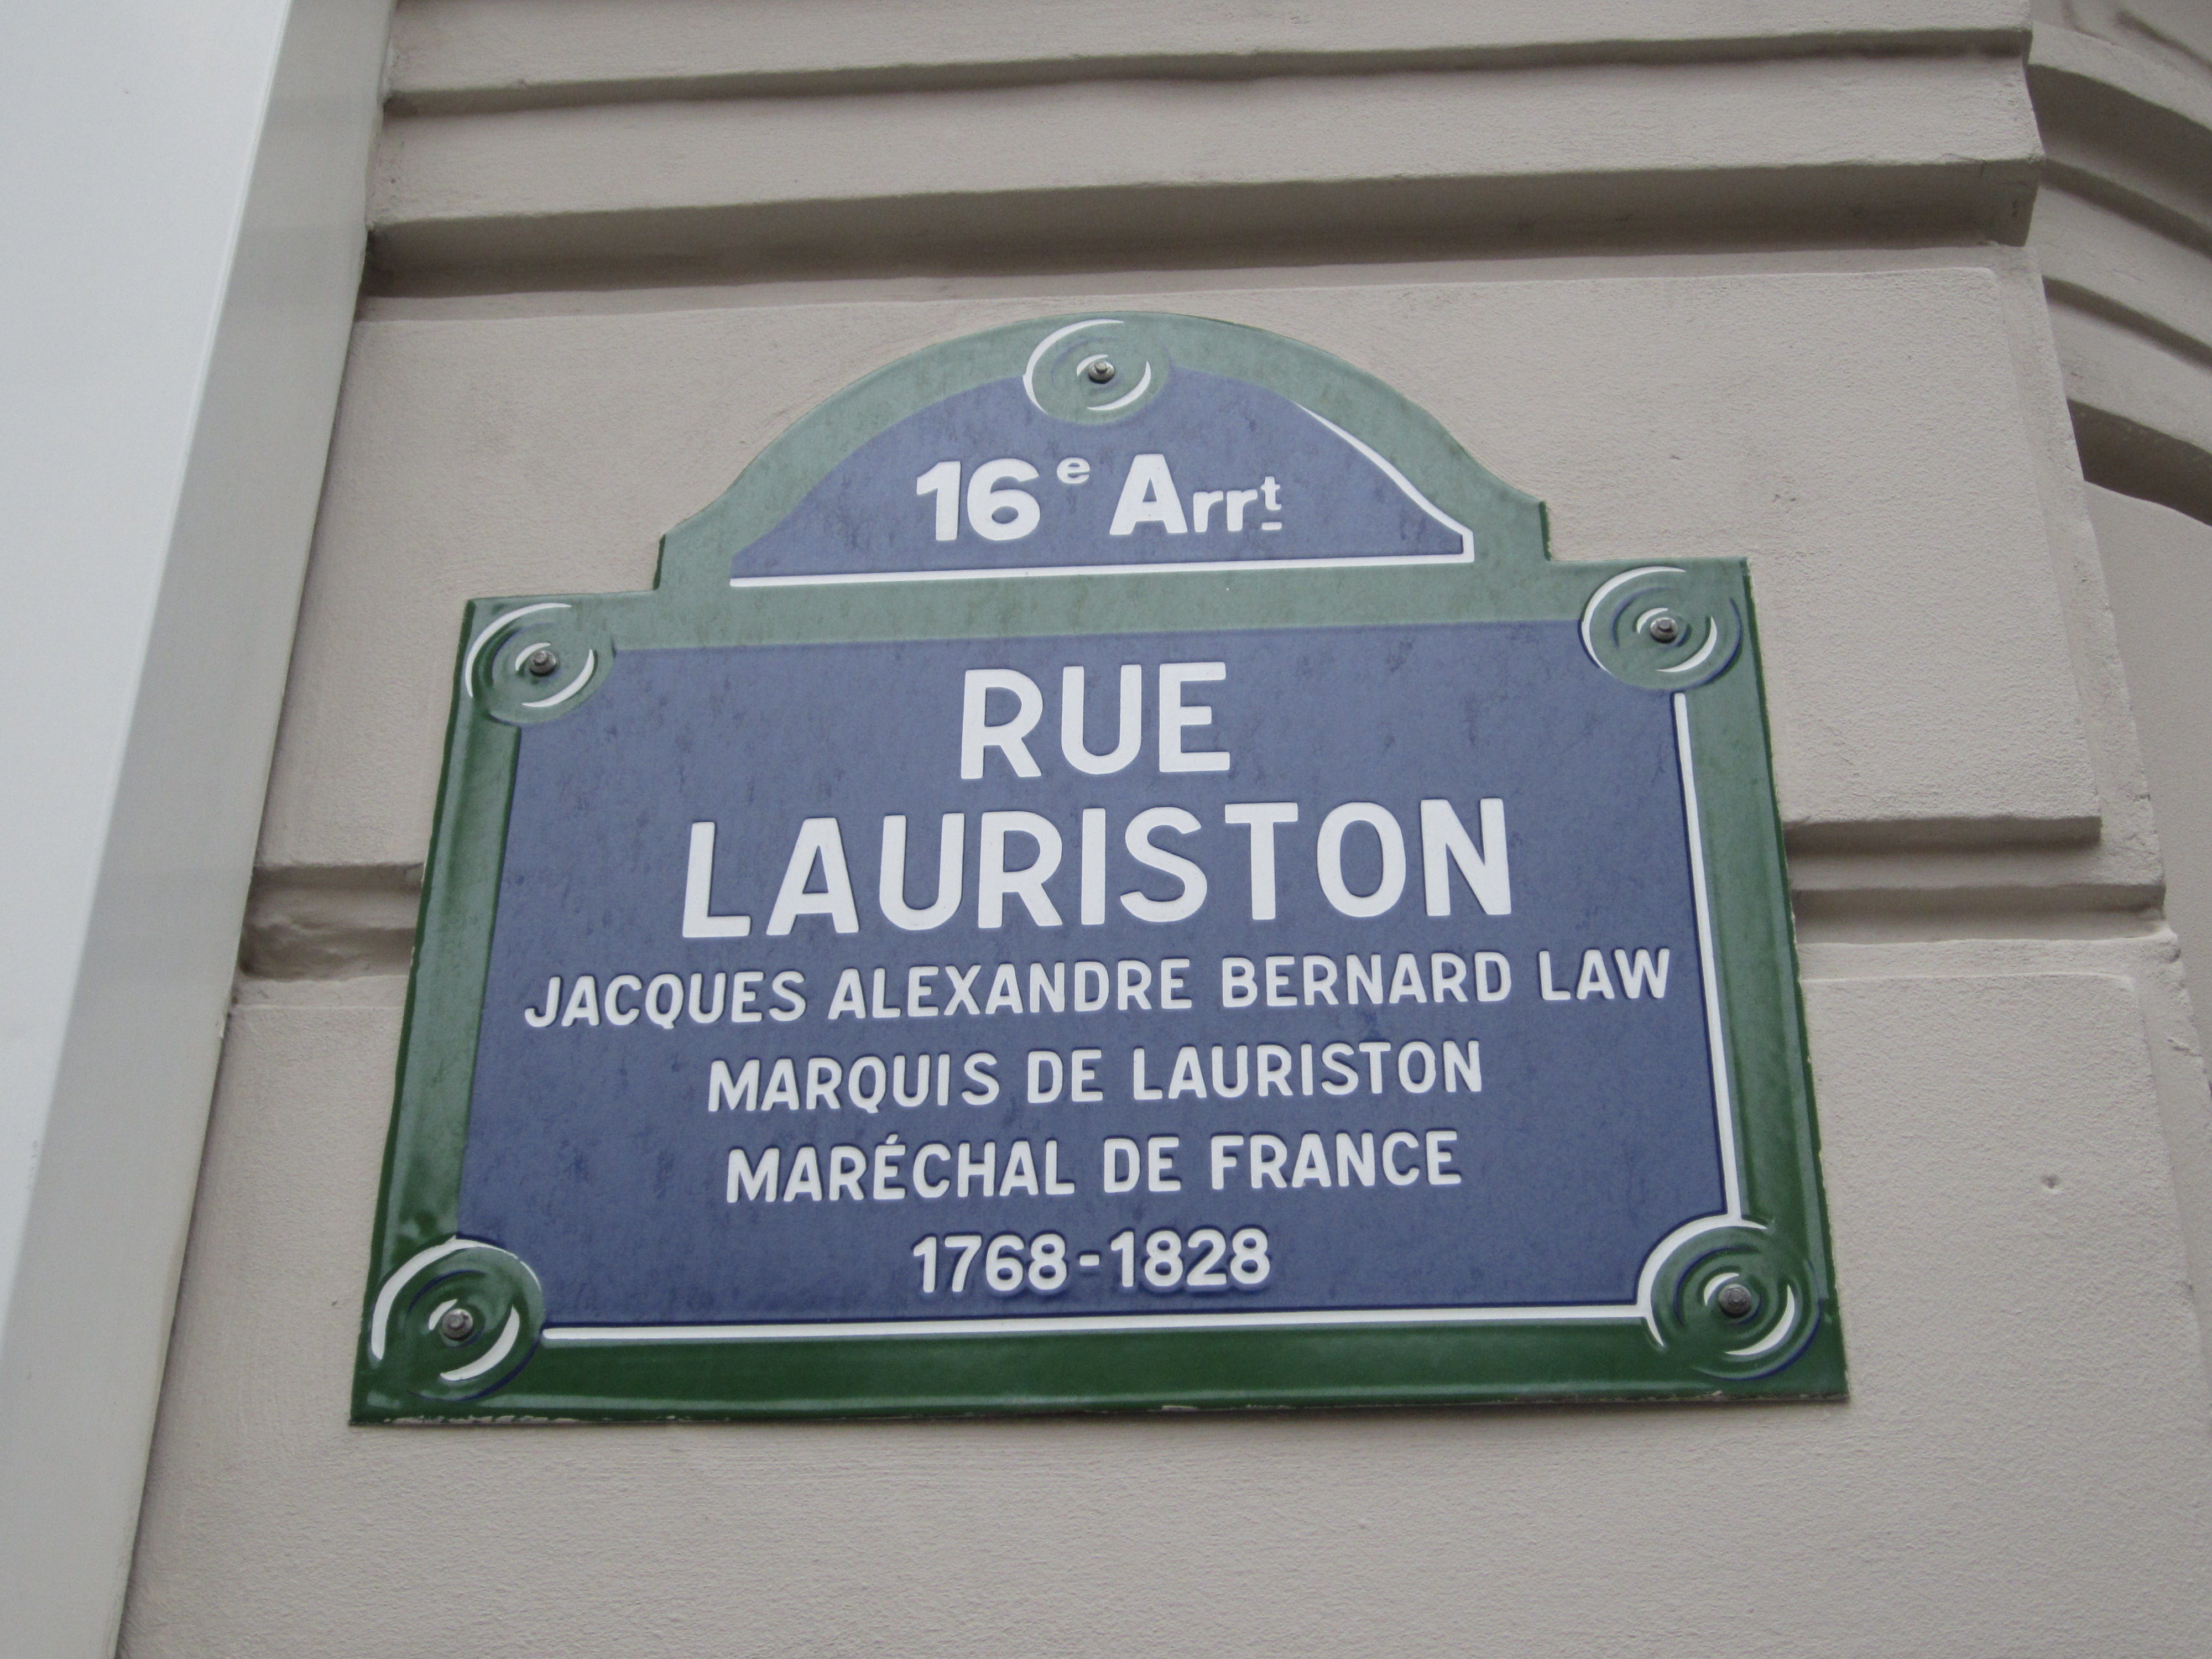 16e Arrt
RUE
LAURISTON
JACQUES ALEXANDRE BERNARD LAW
MARQUIS DE LAURISTON
MARÉCHAL DE FRANCE
1768-1828